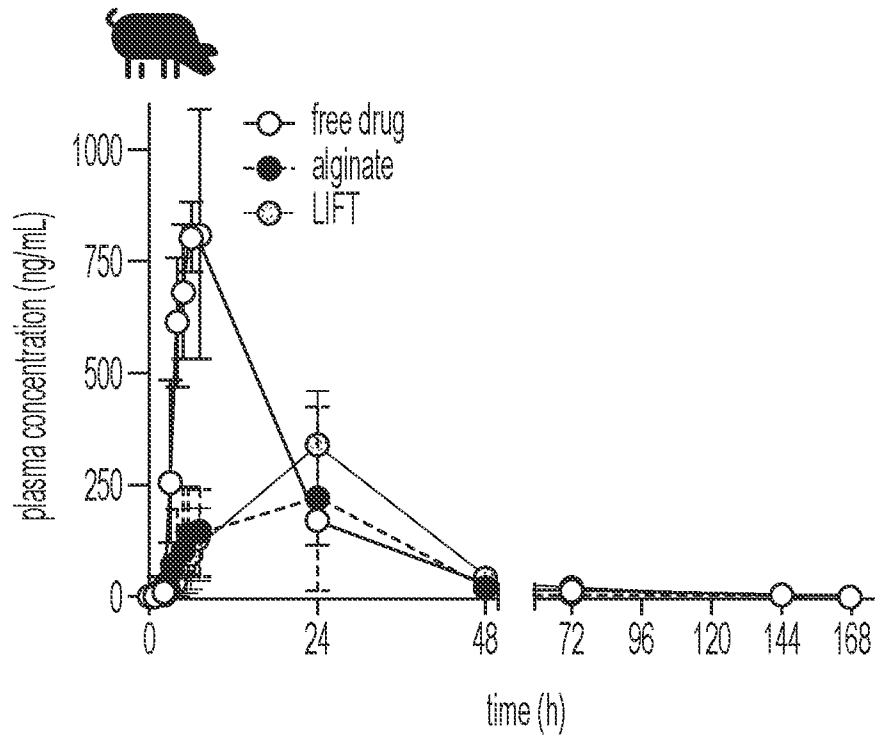 free drug
alginate
LIFT
plasma concentration (ng/mL)
1000
750
500
250
0
0 24 48 72 96 120 144 168
time (h)